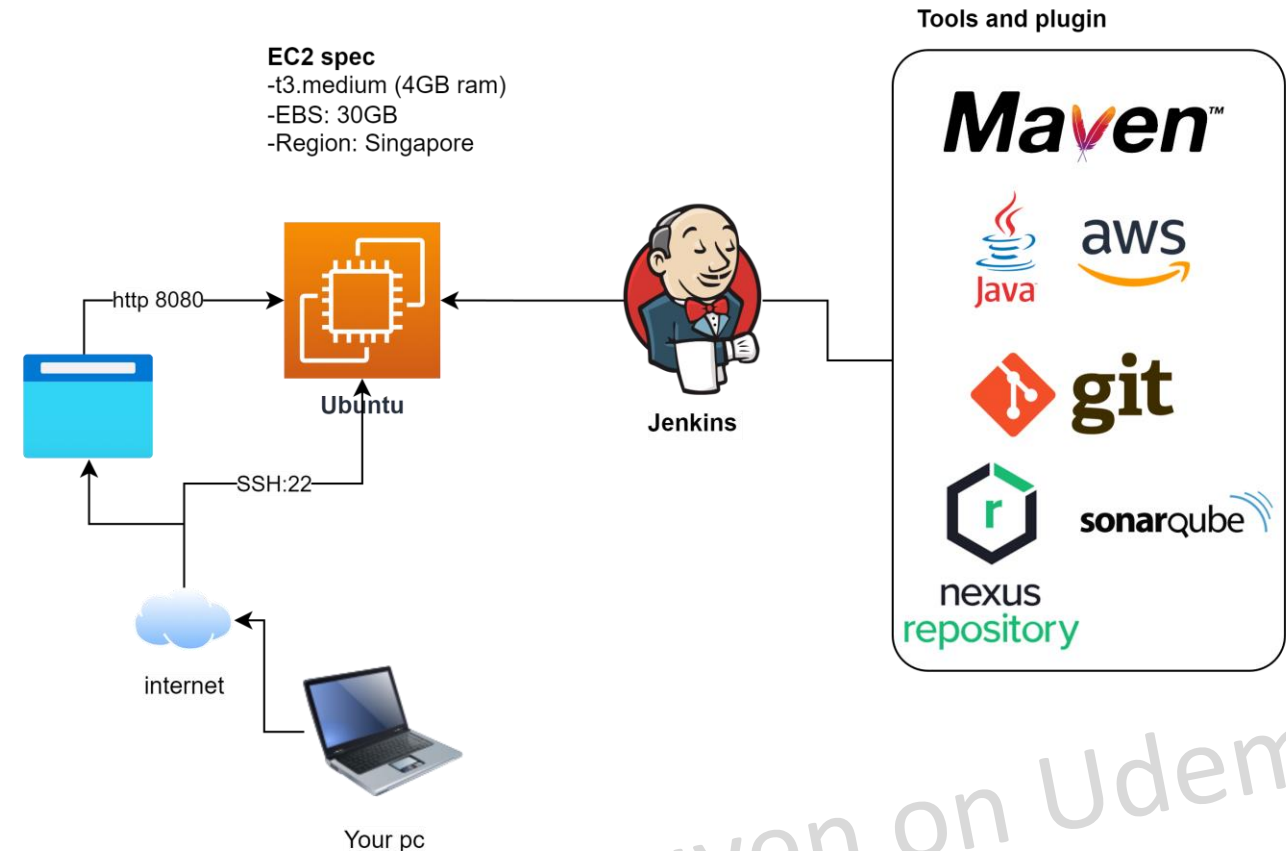 Tools and plugin
EC2 spec
-t3.medium (4GB ram)
-EBS: 30GB
-Region: Singapore
Maven™
Java
aws
http 8080
Ubuntu
Jenkins
git
SSH:22
r
sonarqube
nexus
repository
internet
Your pc
on Udem